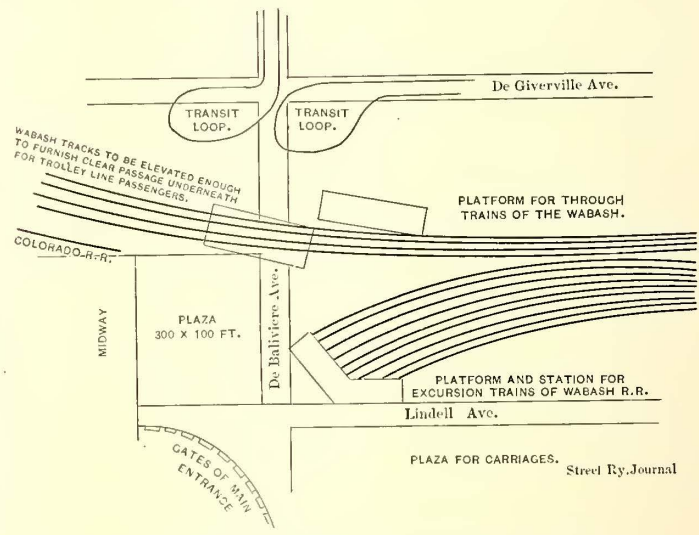 De Giverville Ave.
TRANSIT
LOOP.
TRANSIT
LOOP.
WABASH TRACKS TO BE ELEVATED ENOUGH
TO FURNISH CLEAR PASSAGE UNDERNEATH
FOR TROLLEY LINE PASSENGERS.
PLATFORM FOR THROUGH
TRAINS OF THE WABASH.
COLORADO R.R.
MIDWAY
PLAZA
300 X 100 FT.
De Baliviere Ave.
PLATFORM AND STATION FOR
EXCURSION TRAINS OF WABASH R.R.
Lindell Ave.
GATES OF MAIN
ENTRANCE
PLAZA FOR CARRIAGES.
Street Ry. Journal